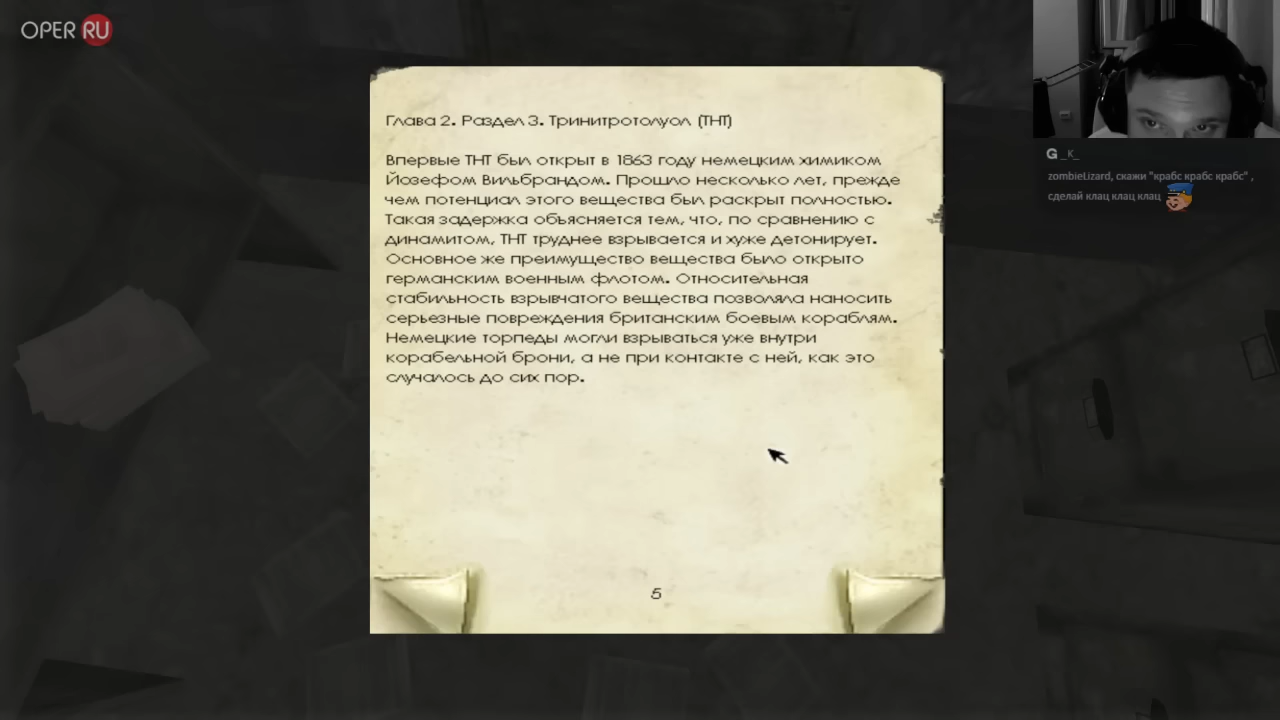 OPER RU
Глава 2. Раздел 3. Тринитротолуол (ТНТ)
Впервые ТНТ был открыт в 1863 году немецким химиком
Йозефом Вильбрандом. Прошло несколько лет, прежде
чем потенциал этого вещества был раскрыт полностью.
Такая задержка объясняется тем, что, по сравнению с
динамитом, ТНТ труднее взрывается и хуже детонирует.
Основное же преимущество вещества было открыто
германским военным флотом. Относительная
стабильность взрывчатого вещества позволяла наносить
серьезные повреждения британским боевым кораблям.
Немецкие торпеды могли взрываться уже внутри
корабельной брони, а не при контакте с ней, как это
случалось до сих пор.
5
G _K_
zombieLizard, скажи "крабс крабс крабс" ,
сделай клац клац клац